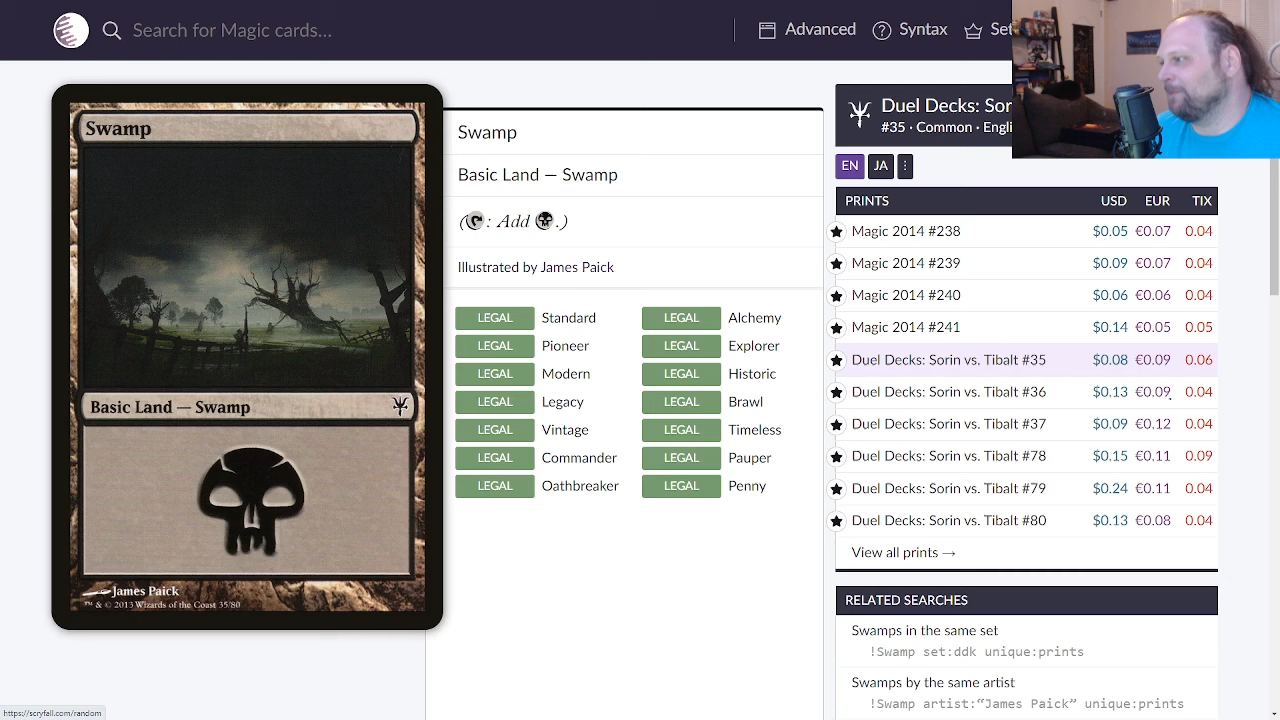 Search for Magic cards...
Advanced
Syntax
Set
Swamp
Basic Land — Swamp
James Paick
™ & © 2013 Wizards of the Coast 35/80
Swamp
Basic Land — Swamp
( : Add .)
Illustrated by James Paick
LEGAL Standard LEGAL Alchemy
LEGAL Pioneer LEGAL Explorer
LEGAL Modern LEGAL Historic
LEGAL Legacy LEGAL Brawl
LEGAL Vintage LEGAL Timeless
LEGAL Commander LEGAL Pauper
LEGAL Oathbreaker LEGAL Penny
Duel Decks: Sor
#35 · Common · Engli
EN JA
PRINTS USD EUR TIX
Magic 2014 #238 $0.05 €0.07 0.04
Magic 2014 #239 $0.09 €0.07 0.04
Magic 2014 #240 $0.06 €0.06 0.04
Magic 2014 #241 $0.14 €0.05 0.05
Duel Decks: Sorin vs. Tibalt #35 $0.08 €0.09 0.06
Duel Decks: Sorin vs. Tibalt #36 $0.13 €0.09 0.04
Duel Decks: Sorin vs. Tibalt #37 $0.09 €0.12 0.04
Duel Decks: Sorin vs. Tibalt #78 $0.15 €0.11 0.09
Duel Decks: Sorin vs. Tibalt #79 $0.24 €0.11 0.04
Duel Decks: Sorin vs. Tibalt #80 $0.13 €0.08 0.04
View all prints →
RELATED SEARCHES
Swamps in the same set
!Swamp set:ddk unique:prints
Swamps by the same artist
!Swamp artist:“James Paick” unique:prints
https://scryfall.com/random